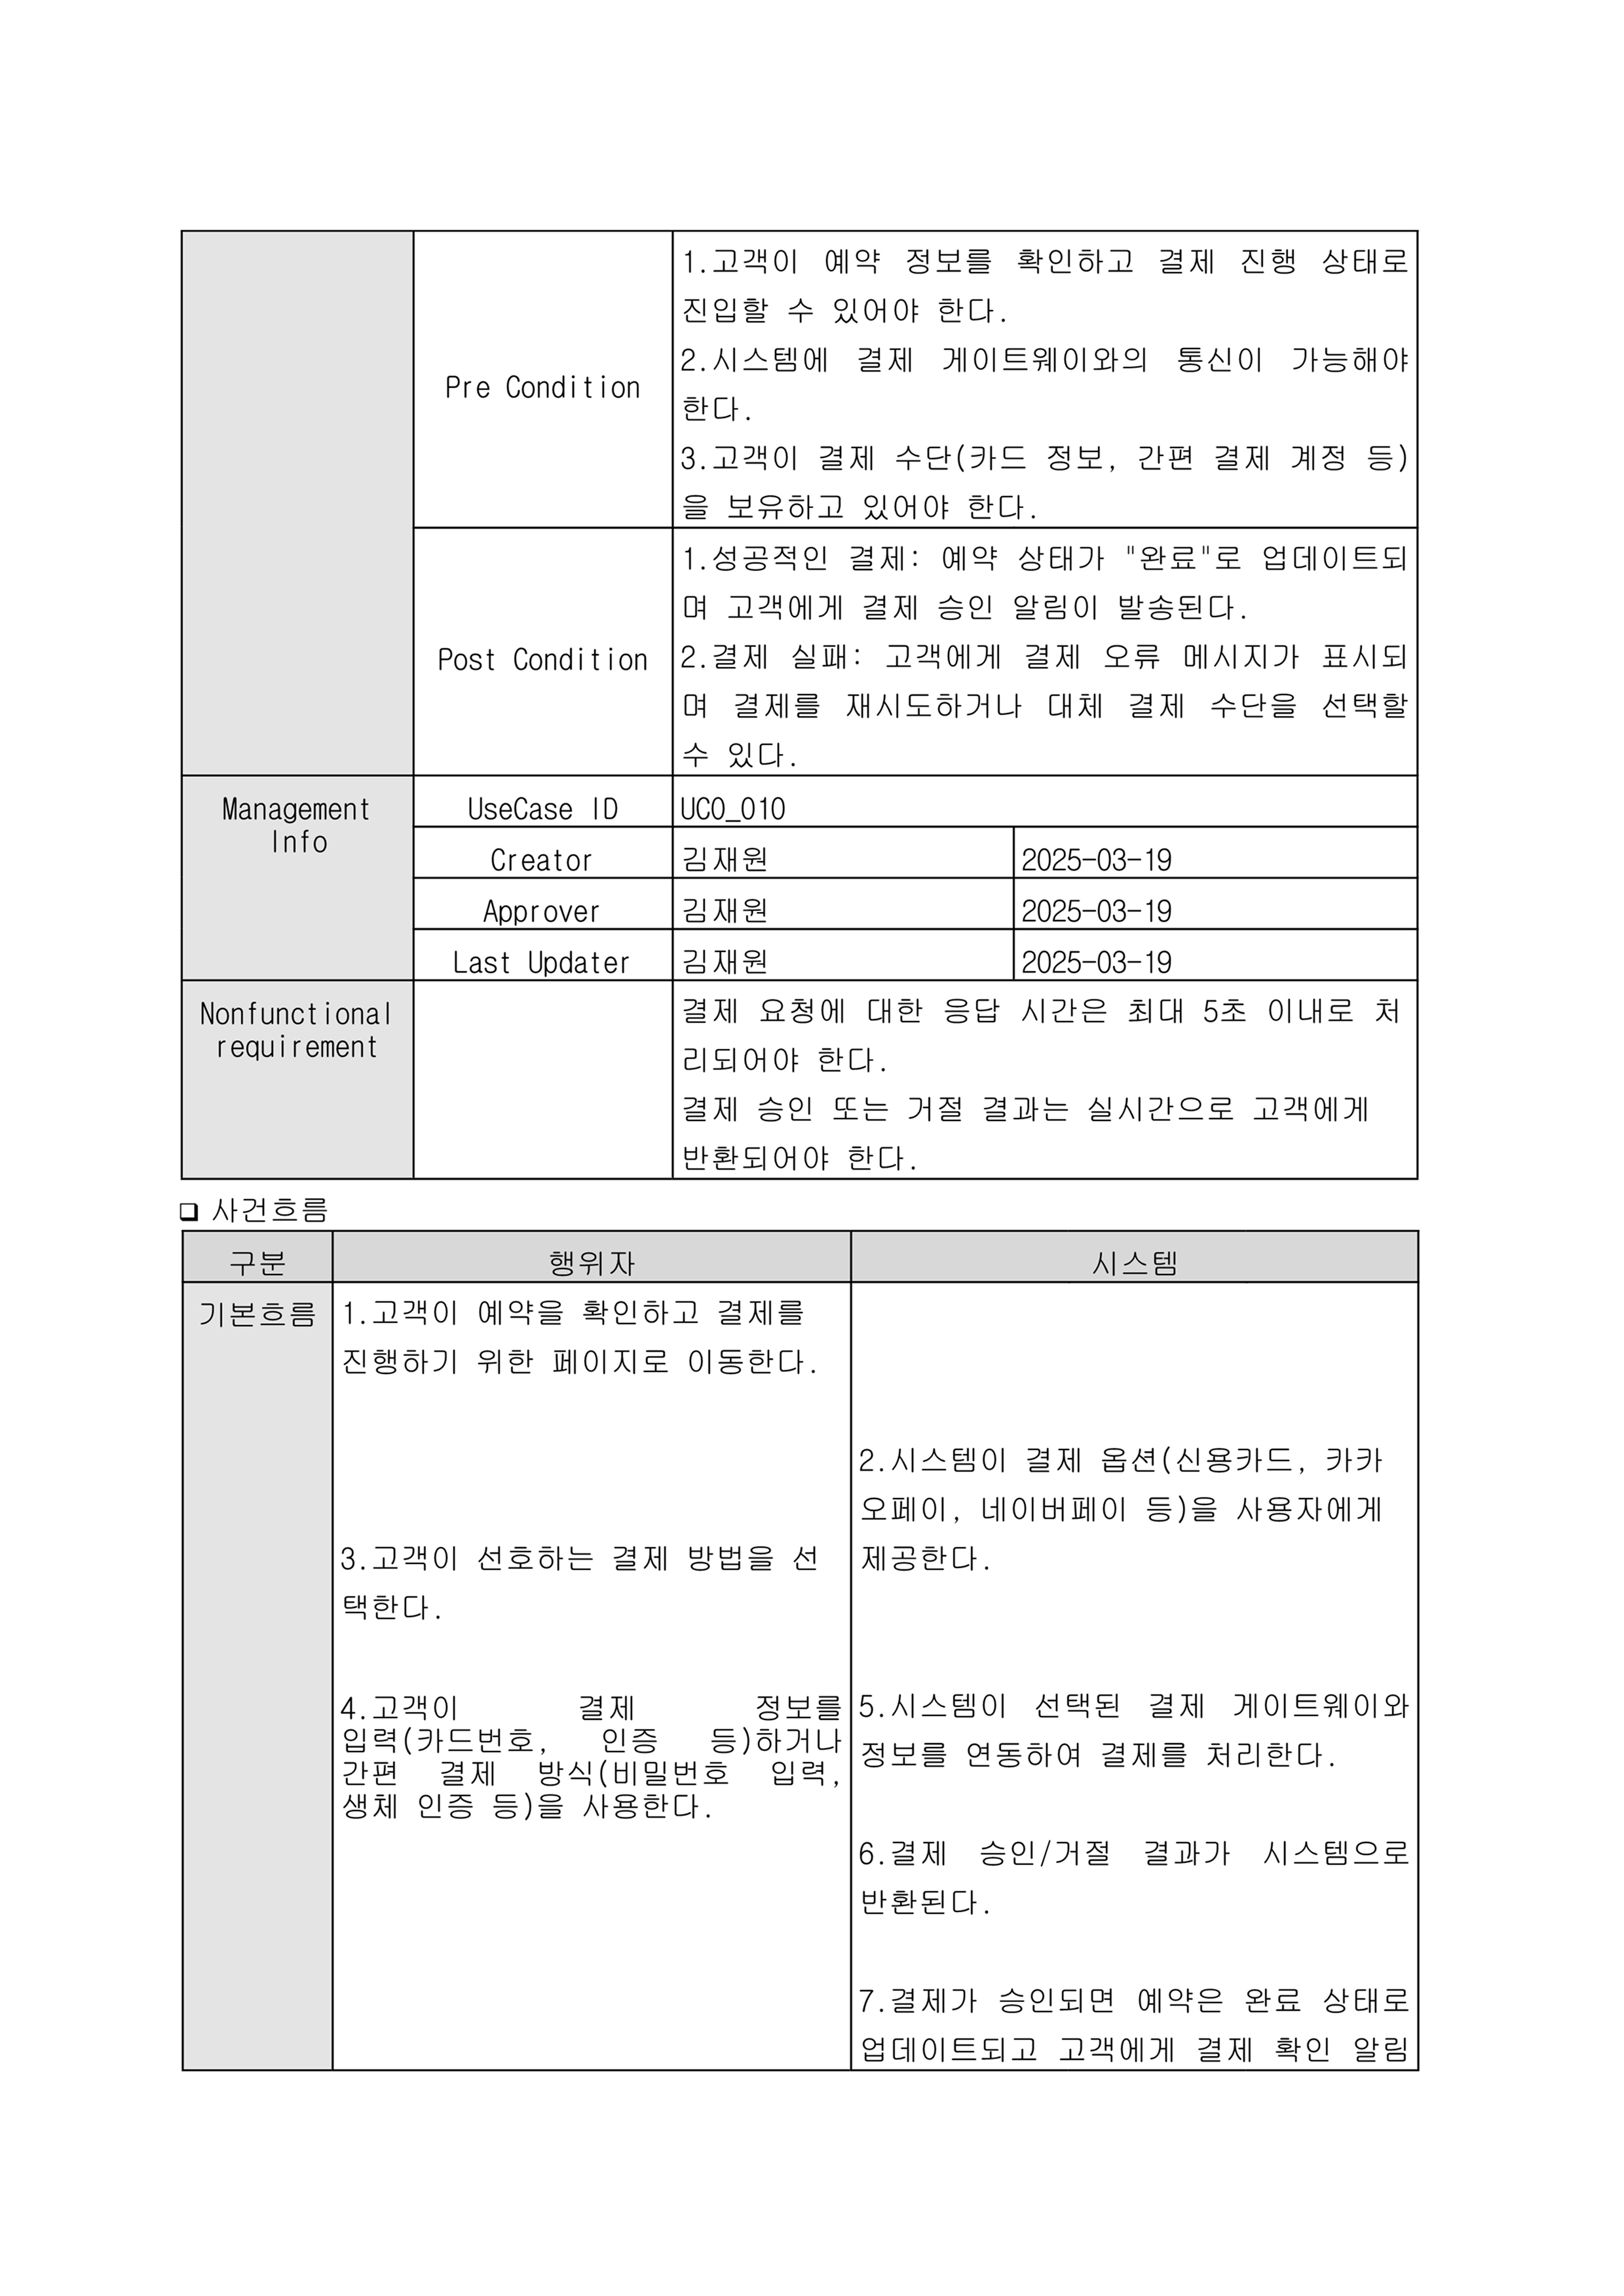 Pre Condition
1.고객이 예약 정보를 확인하고 결제 진행 상태로
진입할 수 있어야 한다.
2.시스템에 결제 게이트웨이와의 통신이 가능해야
한다.
3.고객이 결제 수단(카드 정보, 간편 결제 계정 등)
을 보유하고 있어야 한다.
Post Condition
1.성공적인 결제: 예약 상태가 "완료"로 업데이트되
며 고객에게 결제 승인 알림이 발송된다.
2.결제 실패: 고객에게 결제 오류 메시지가 표시되
며 결제를 재시도하거나 대체 결제 수단을 선택할
수 있다.
Management
Info
UseCase ID
UC0_010
Creator
김재원
2025-03-19
Approver
김재원
2025-03-19
Last Updater
김재원
2025-03-19
Nonfunctional
requirement
결제 요청에 대한 응답 시간은 최대 5초 이내로 처
리되어야 한다.
결제 승인 또는 거절 결과는 실시간으로 고객에게
반환되어야 한다.
❏ 사건흐름
구분
행위자
시스템
기본흐름
1.고객이 예약을 확인하고 결제를
진행하기 위한 페이지로 이동한다.
2.시스템이 결제 옵션(신용카드, 카카
오페이, 네이버페이 등)을 사용자에게
제공한다.
3.고객이 선호하는 결제 방법을 선
택한다.
4.고객이 결제 정보를
입력(카드번호, 인증 등)하거나
간편 결제 방식(비밀번호 입력,
생체 인증 등)을 사용한다.
5.시스템이 선택된 결제 게이트웨이와
정보를 연동하여 결제를 처리한다.
6.결제 승인/거절 결과가 시스템으로
반환된다.
7.결제가 승인되면 예약은 완료 상태로
업데이트되고 고객에게 결제 확인 알림